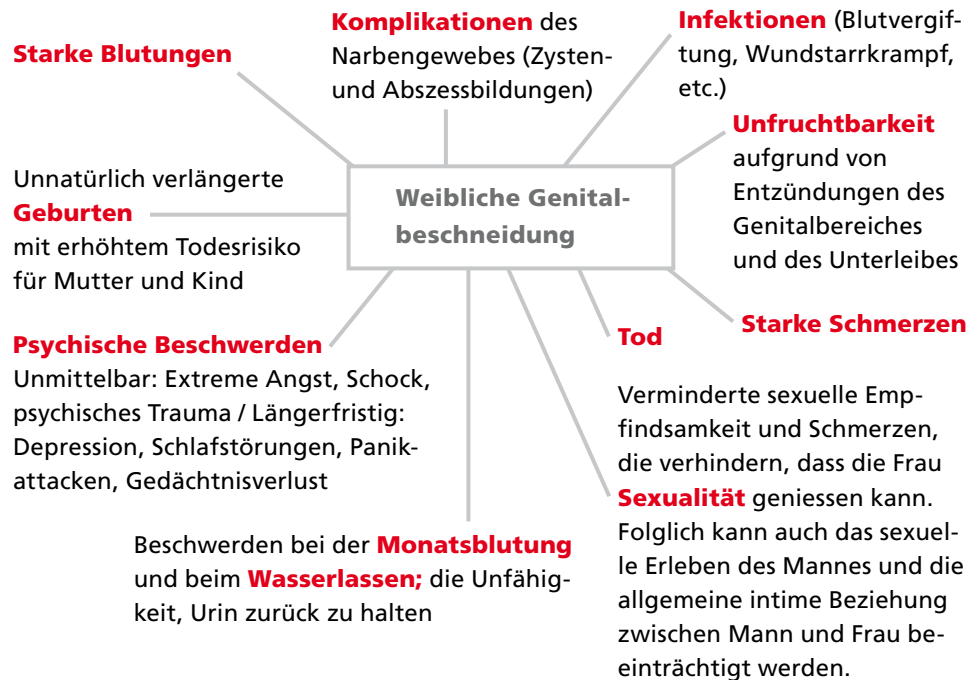 Starke Blutungen
Komplikationen des
Narbengewebes (Zysten-
und Abszessbildungen)
Infektionen (Blutvergif-
tung, Wundstarrkrampf,
etc.)
Unfruchtbarkeit
aufgrund von
Entzündungen des
Genitalbereiches
und des Unterleibes
Unnatürlich verlängerte
Geburten
mit erhöhtem Todesrisiko
für Mutter und Kind
Weibliche Genital-
beschneidung
Starke Schmerzen
Tod
Psychische Beschwerden
Unmittelbar: Extreme Angst, Schock,
psychisches Trauma / Längerfristig:
Depression, Schlafstörungen, Panik-
attacken, Gedächtnisverlust
Verminderte sexuelle Emp-
findsamkeit und Schmerzen,
die verhindern, dass die Frau
Sexualität geniessen kann.
Folglich kann auch das sexuel-
le Erleben des Mannes und die
allgemeine intime Beziehung
zwischen Mann und Frau be-
einträchtigt werden.
Beschwerden bei der Monatsblutung
und beim Wasserlassen; die Unfähig-
keit, Urin zurück zu halten